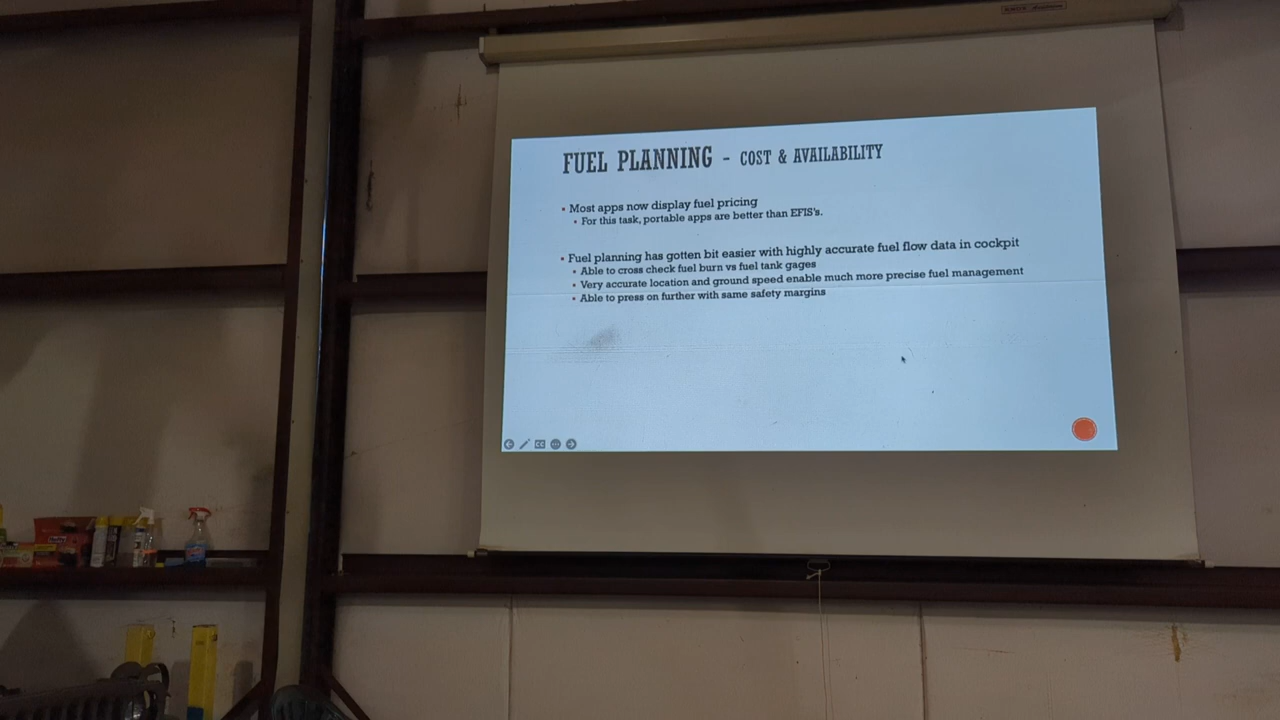 FUEL PLANNING - COST & AVAILABILITY
Most apps now display fuel pricing
For this task, portable apps are better than EFIS's.
Fuel planning has gotten bit easier with highly accurate fuel flow data in cockpit
Able to cross check fuel burn vs fuel tank gages
Very accurate location and ground speed enable much more precise fuel management
Able to press on further with same safety margins